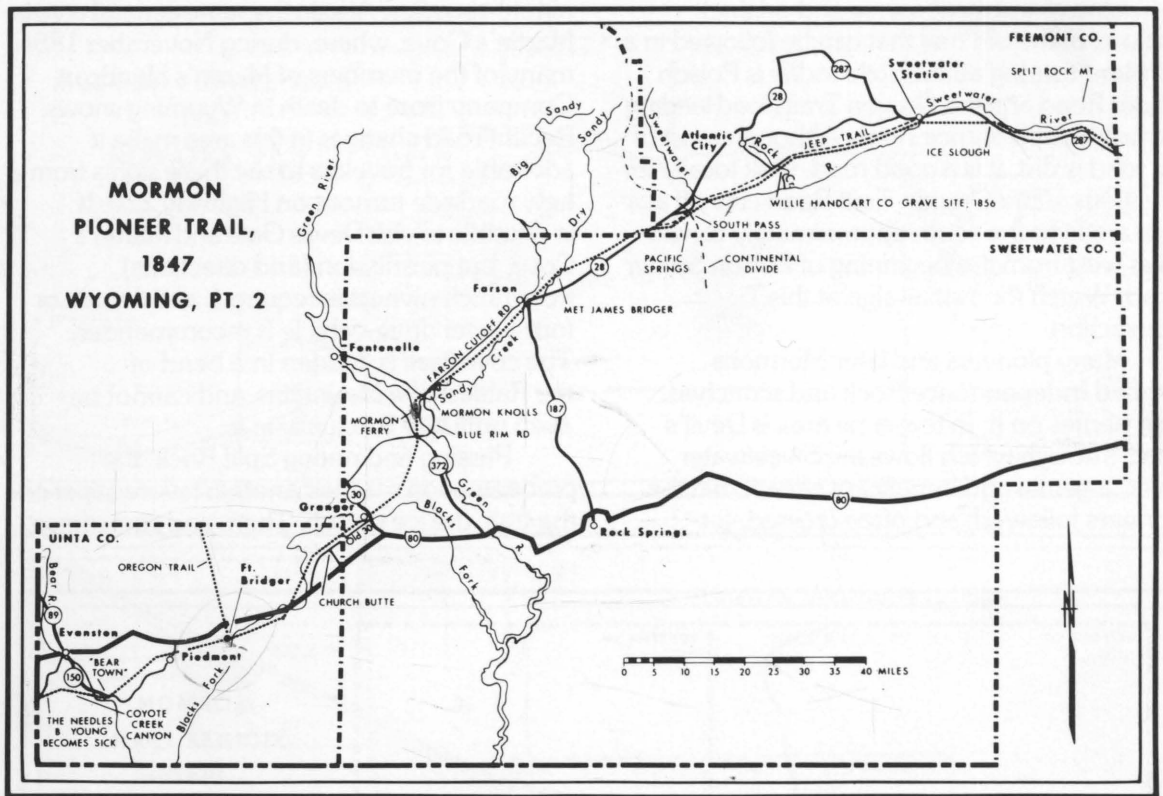 MORMON
PIONEER TRAIL,
1847
WYOMING, PT. 2
FREMONT CO.
SPLIT ROCK MT
Sweetwater
Station
287
28
Sweetwater
River
ICE SLOUGH
287
Atlantic
City
Rock
JEEP TRAIL
R.
Sweetwater
WILLIE HANDCART CO GRAVE SITE, 1856
SOUTH PASS
SWEETWATER CO.
PACIFIC
SPRINGS
CONTINENTAL
DIVIDE
Green River
Big Sandy
Sandy
Dry
28
Farson
MET JAMES BRIDGER
FARSON CUTOFF RD
Sandy Creek
Fontenelle
MORMON
FERRY
MORMON KNOLLS
BLUE RIM RD
187
372
Green
R.
Blacks
Fork
30
Granger
80
80
Rock Springs
UINTA CO.
OREGON TRAIL
Ft.
Bridger
CHURCH BUTTE
Bear R.
89
Evanston
"BEAR
TOWN"
150
Piedmont
Blacks Fork
THE NEEDLES
B. YOUNG
BECOMES SICK
COYOTE
CREEK
CANYON
0 5 10 15 20 25 30 35 40 MILES